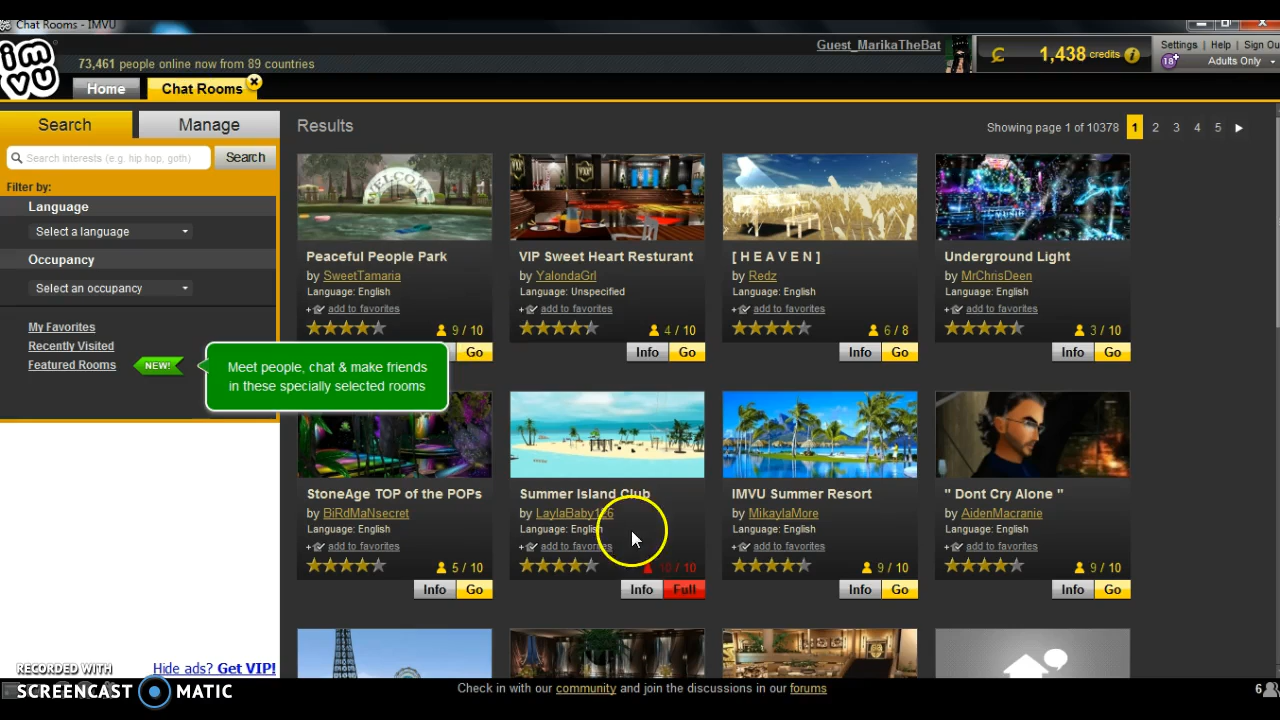 Chat Rooms - IMVU
imvu
73,461 people online now from 89 countries
Guest_MarikaTheBat
1,438 credits
Settings | Help | Sign Ou
18+ Adults Only
Home
Chat Rooms
Search
Manage
Search interests (e.g. hip hop, goth)
Search
Filter by:
Language
Select a language
Occupancy
Select an occupancy
My Favorites
Recently Visited
Featured Rooms
NEW!
Meet people, chat & make friends
in these specially selected rooms
Hide ads? Get VIP!
RECORDED WITH
SCREENCAST MATIC
Results
Showing page 1 of 10378
1 2 3 4 5
WELCOME
Peaceful People Park
by SweetTamaria
Language: English
add to favorites
9 / 10
Go
VIP Sweet Heart Resturant
by YalondaGrl
Language: Unspecified
add to favorites
4 / 10
Info Go
[ H E A V E N ]
by Redz
Language: English
add to favorites
6 / 8
Info Go
Underground Light
by MrChrisDeen
Language: English
add to favorites
3 / 10
Info Go
StoneAge TOP of the POPs
by BiRdMaNsecret
Language: English
add to favorites
5 / 10
Info Go
Summer Island Club
by LaylaBaby126
Language: English
add to favorites
10 / 10
Info Full
IMVU Summer Resort
by MikaylaMore
Language: English
add to favorites
9 / 10
Info Go
" Dont Cry Alone "
by AidenMacranie
Language: English
add to favorites
9 / 10
Info Go
Check in with our community and join the discussions in our forums
6